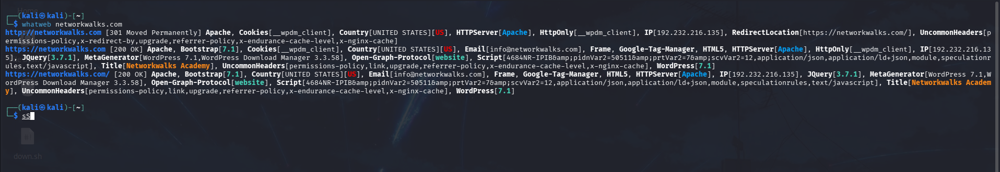 Home
┌──(kali㉿kali)-[~]
└─$ whatweb networkwalks.com
http://networkwalks.com [301 Moved Permanently] Apache, Cookies[__wpdm_client], Country[UNITED STATES][US], HTTPServer[Apache], HttpOnly[__wpdm_client], IP[192.232.216.135], RedirectLocation[https://networkwalks.com/], UncommonHeaders[p
ermissions-policy,x-redirect-by,upgrade,referrer-policy,x-endurance-cache-level,x-nginx-cache]
https://networkwalks.com [200 OK] Apache, Bootstrap[7.1], Cookies[__wpdm_client], Country[UNITED STATES][US], Email[info@networkwalks.com], Frame, Google-Tag-Manager, HTML5, HTTPServer[Apache], HttpOnly[__wpdm_client], IP[192.232.216.13
5], JQuery[3.7.1], MetaGenerator[WordPress 7.1,WordPress Download Manager 3.3.58], Open-Graph-Protocol[website], Script[4684NR-IPIB&amp;pidnVar2=50511&amp;prtVar2=7&amp;scvVar2=12,application/json,application/ld+json,module,speculationr
ules,text/javascript], Title[Networkwalks Academy], UncommonHeaders[permissions-policy,link,upgrade,referrer-policy,x-endurance-cache-level,x-nginx-cache], WordPress[7.1]
https://networkwalks.com/ [200 OK] Apache, Bootstrap[7.1], Country[UNITED STATES][US], Email[info@networkwalks.com], Frame, Google-Tag-Manager, HTML5, HTTPServer[Apache], IP[192.232.216.135], JQuery[3.7.1], MetaGenerator[WordPress 7.1,W
ordPress Download Manager 3.3.58], Open-Graph-Protocol[website], Script[4684NR-IPIB&amp;pidnVar2=50511&amp;prtVar2=7&amp;scvVar2=12,application/json,application/ld+json,module,speculationrules,text/javascript], Title[Networkwalks Academ
y], UncommonHeaders[permissions-policy,link,upgrade,referrer-policy,x-endurance-cache-level,x-nginx-cache], WordPress[7.1]
┌──(kali㉿kali)-[~]
└─$ sS
down.sh